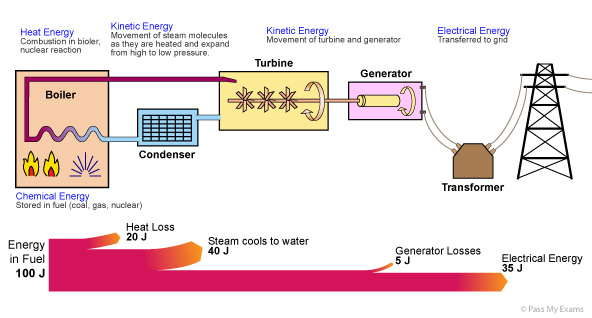 Heat Energy
Combustion in bioler,
nuclear reaction
Kinetic Energy
Movement of steam molecules
as they are heated and expand
from high to low pressure.
Kinetic Energy
Movement of turbine and generator
Electrical Energy
Transferred to grid
Turbine
Generator
Boiler
Condenser
Transformer
Chemical Energy
Stored in fuel (coal, gas, nuclear)
Energy
in Fuel
100 J
Heat Loss
20 J
Steam cools to water
40 J
Generator Losses
5 J
Electrical Energy
35 J
© Pass My Exams